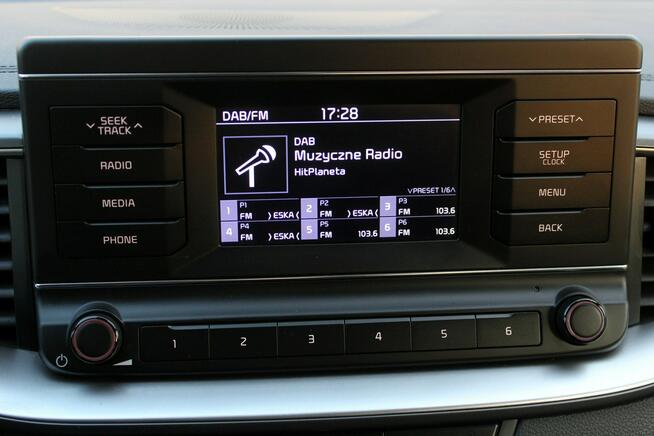 SEEK
TRACK
RADIO
MEDIA
PHONE
DAB/FM 17:28
DAB
Muzyczne Radio
HitPlaneta
PRESET 1/6
1 P1 FM ) ESKA (
2 P2 FM ) ESKA (
3 P3 FM 103.6
4 P4 FM ) ESKA (
5 P5 FM 103.6
6 P6 FM 103.6
PRESET
SETUP
CLOCK
MENU
BACK
1 2 3 4 5 6